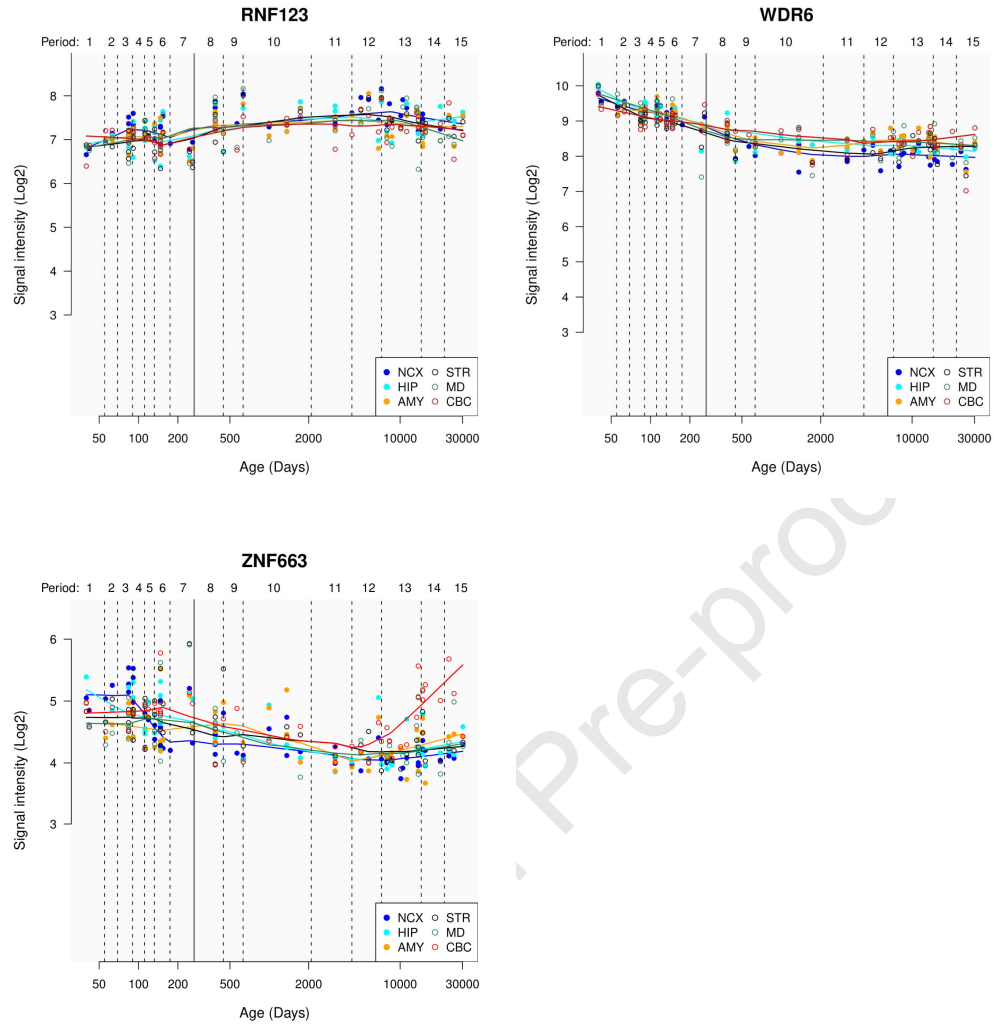 RNF123
Period: 1 2 3 4 5 6 7 8 9 10 11 12 13 14 15
Signal intensity (Log2)
8
7
6
5
4
3
NCX STR
HIP MD
AMY CBC
50 100 200 500 2000 10000 30000
Age (Days)
WDR6
Period: 1 2 3 4 5 6 7 8 9 10 11 12 13 14 15
Signal intensity (Log2)
10
9
8
7
6
5
4
3
NCX STR
HIP MD
AMY CBC
50 100 200 500 2000 10000 30000
Age (Days)
ZNF663
Period: 1 2 3 4 5 6 7 8 9 10 11 12 13 14 15
Signal intensity (Log2)
6
5
4
3
NCX STR
HIP MD
AMY CBC
50 100 200 500 2000 10000 30000
Age (Days)
Pre-proo